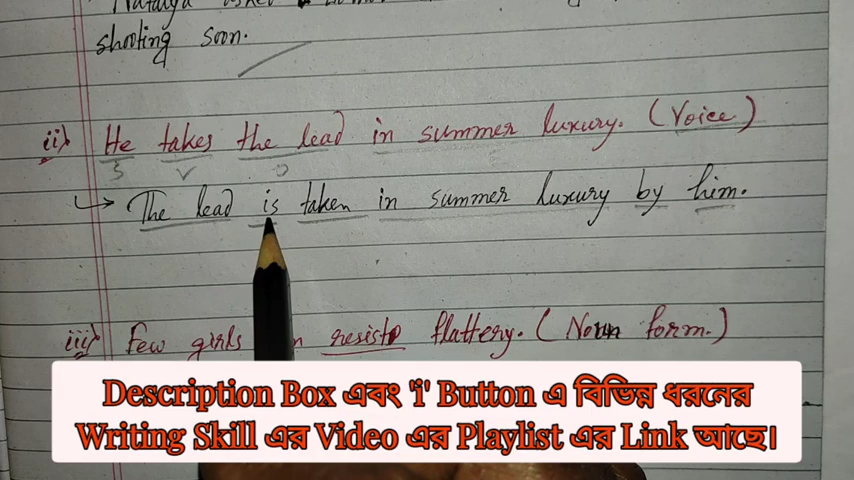 shooting soon.
ii) He takes the lead in summer luxury. (Voice)
S V O
The lead is taken in summer luxury by him.
iii) Few girls resist flattery. (Noun form.)
Description Box এবং 'i' Button এ বিভিন্ন ধরনের
Writing Skill এর Video এর Playlist এর Link আছে।